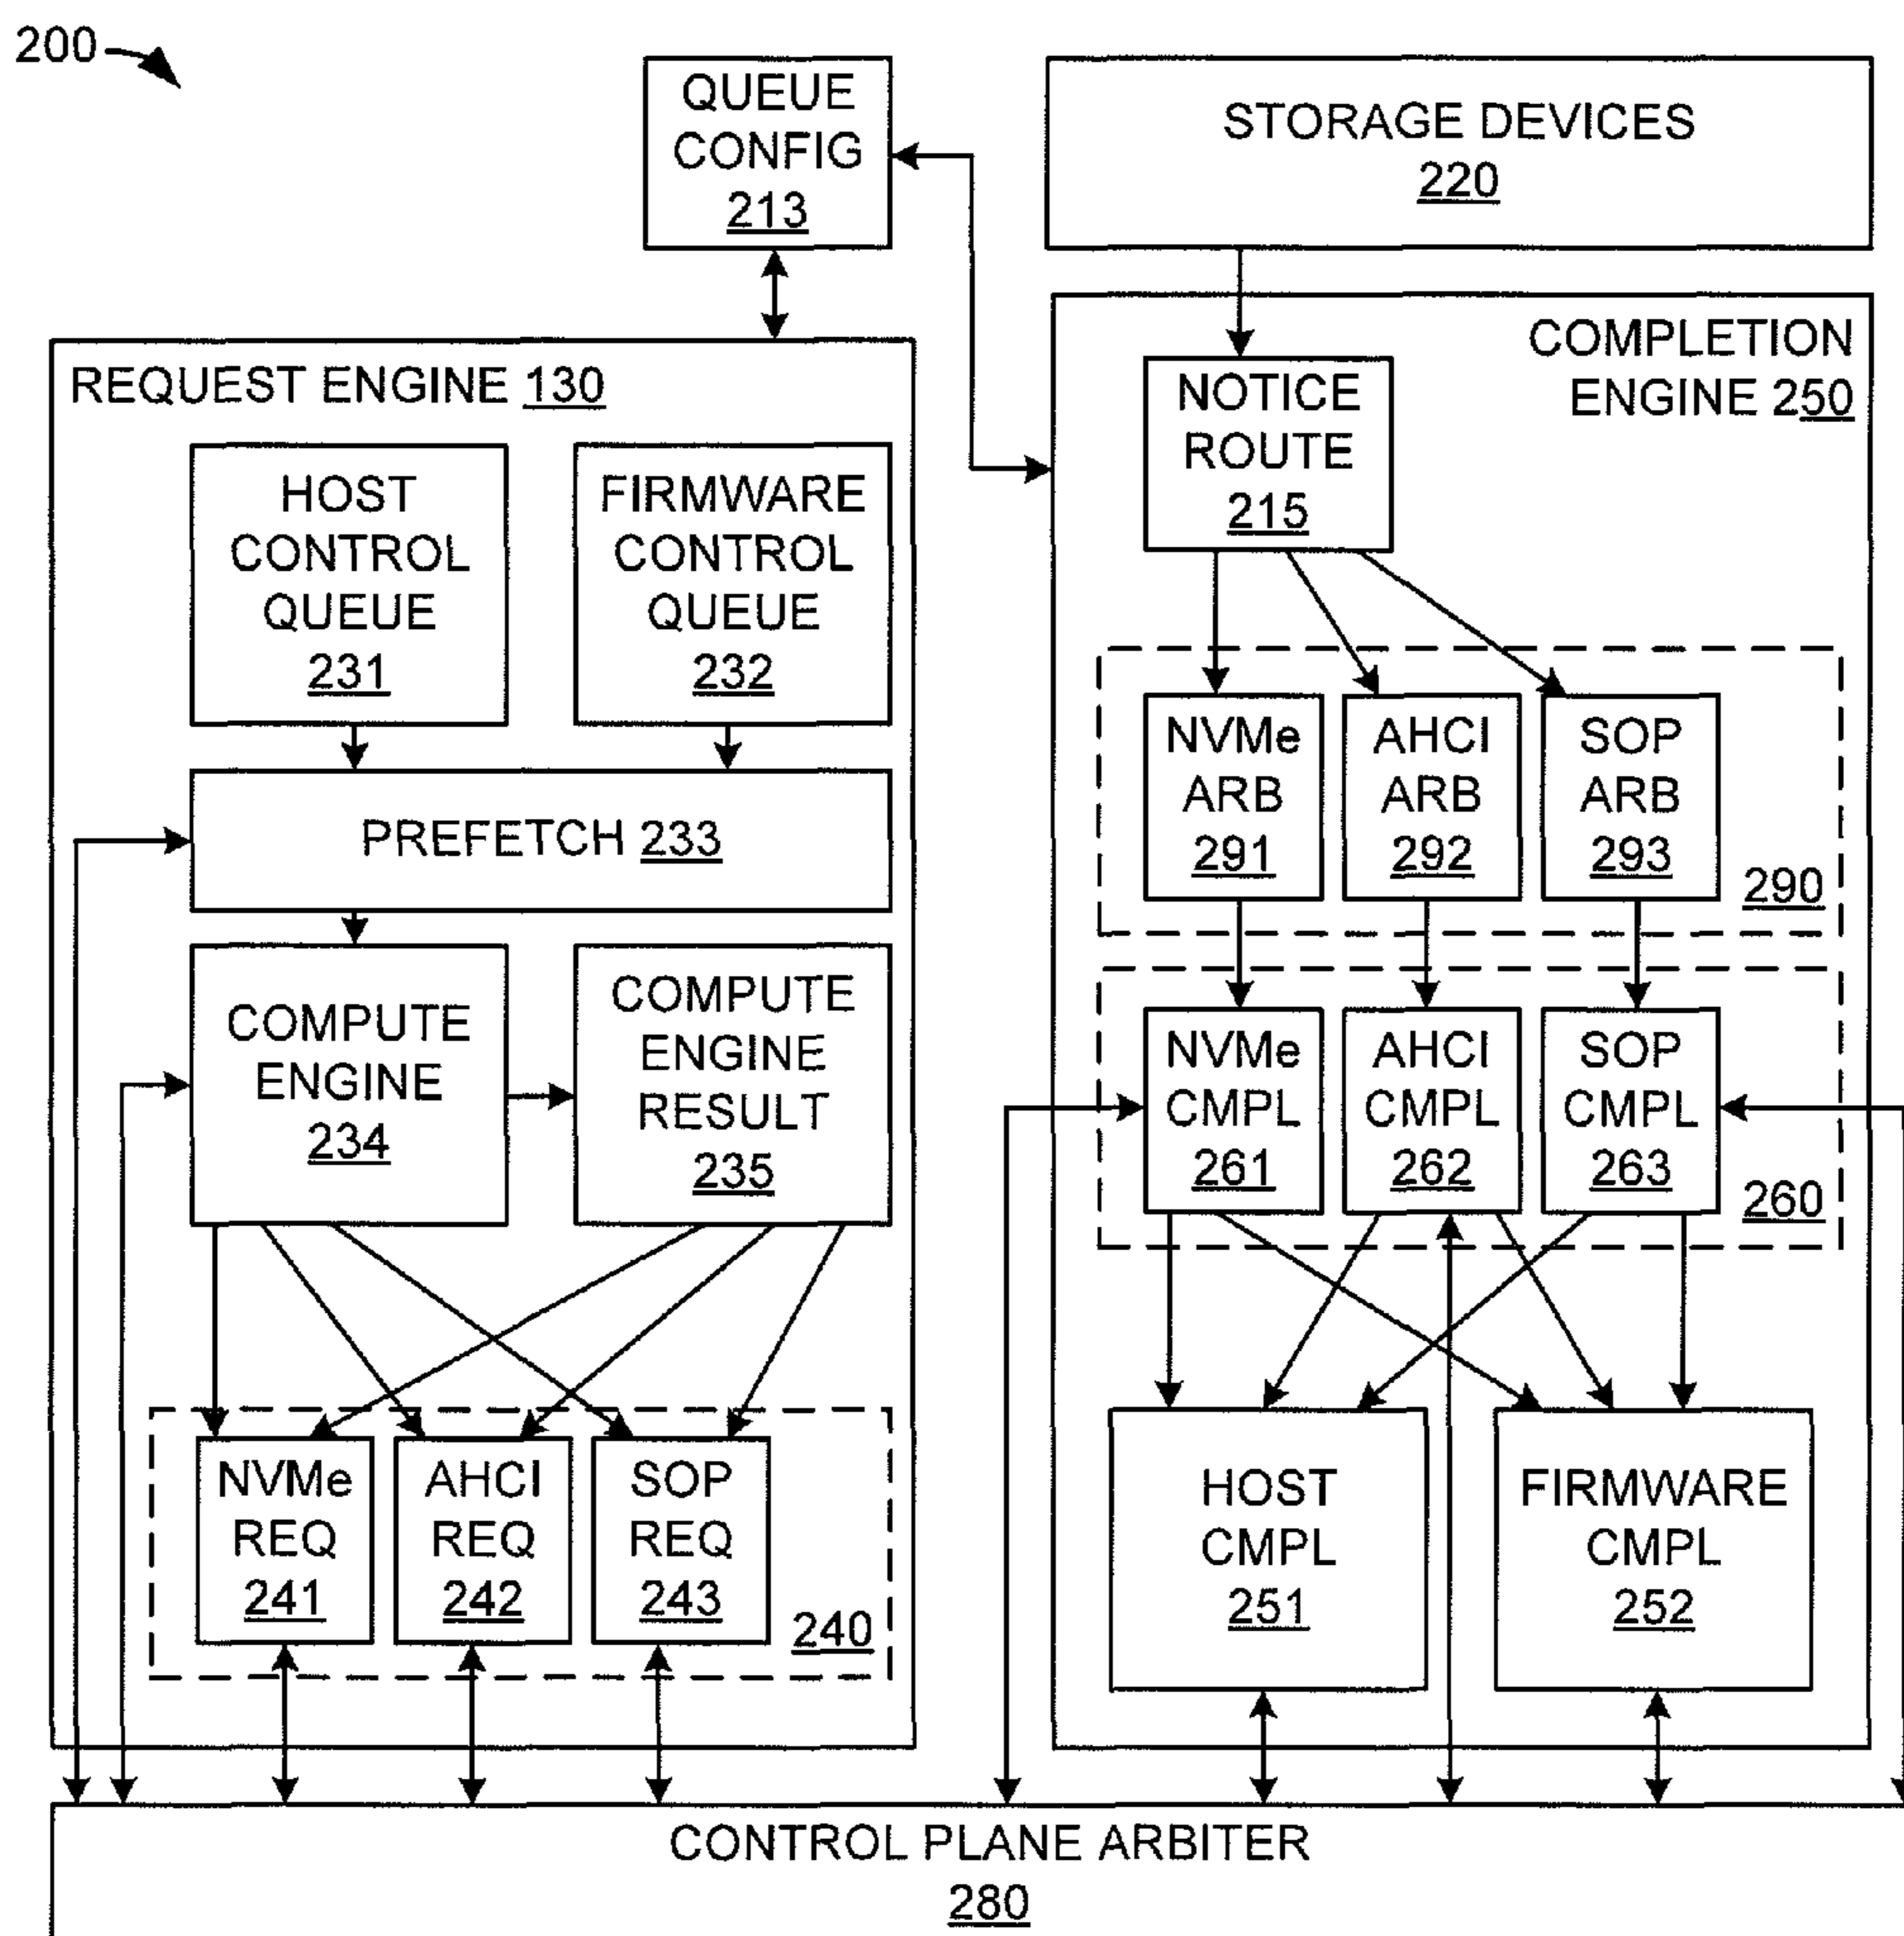 200
QUEUE
CONFIG
213
STORAGE DEVICES
220
REQUEST ENGINE 130
HOST
CONTROL
QUEUE
231
FIRMWARE
CONTROL
QUEUE
232
PREFETCH 233
COMPUTE
ENGINE
234
COMPUTE
ENGINE
RESULT
235
NVMe
REQ
241
AHCI
REQ
242
SOP
REQ
243
240
COMPLETION
ENGINE 250
NOTICE
ROUTE
215
NVMe
ARB
291
AHCI
ARB
292
SOP
ARB
293
290
NVMe
CMPL
261
AHCI
CMPL
262
SOP
CMPL
263
260
HOST
CMPL
251
FIRMWARE
CMPL
252
CONTROL PLANE ARBITER
280